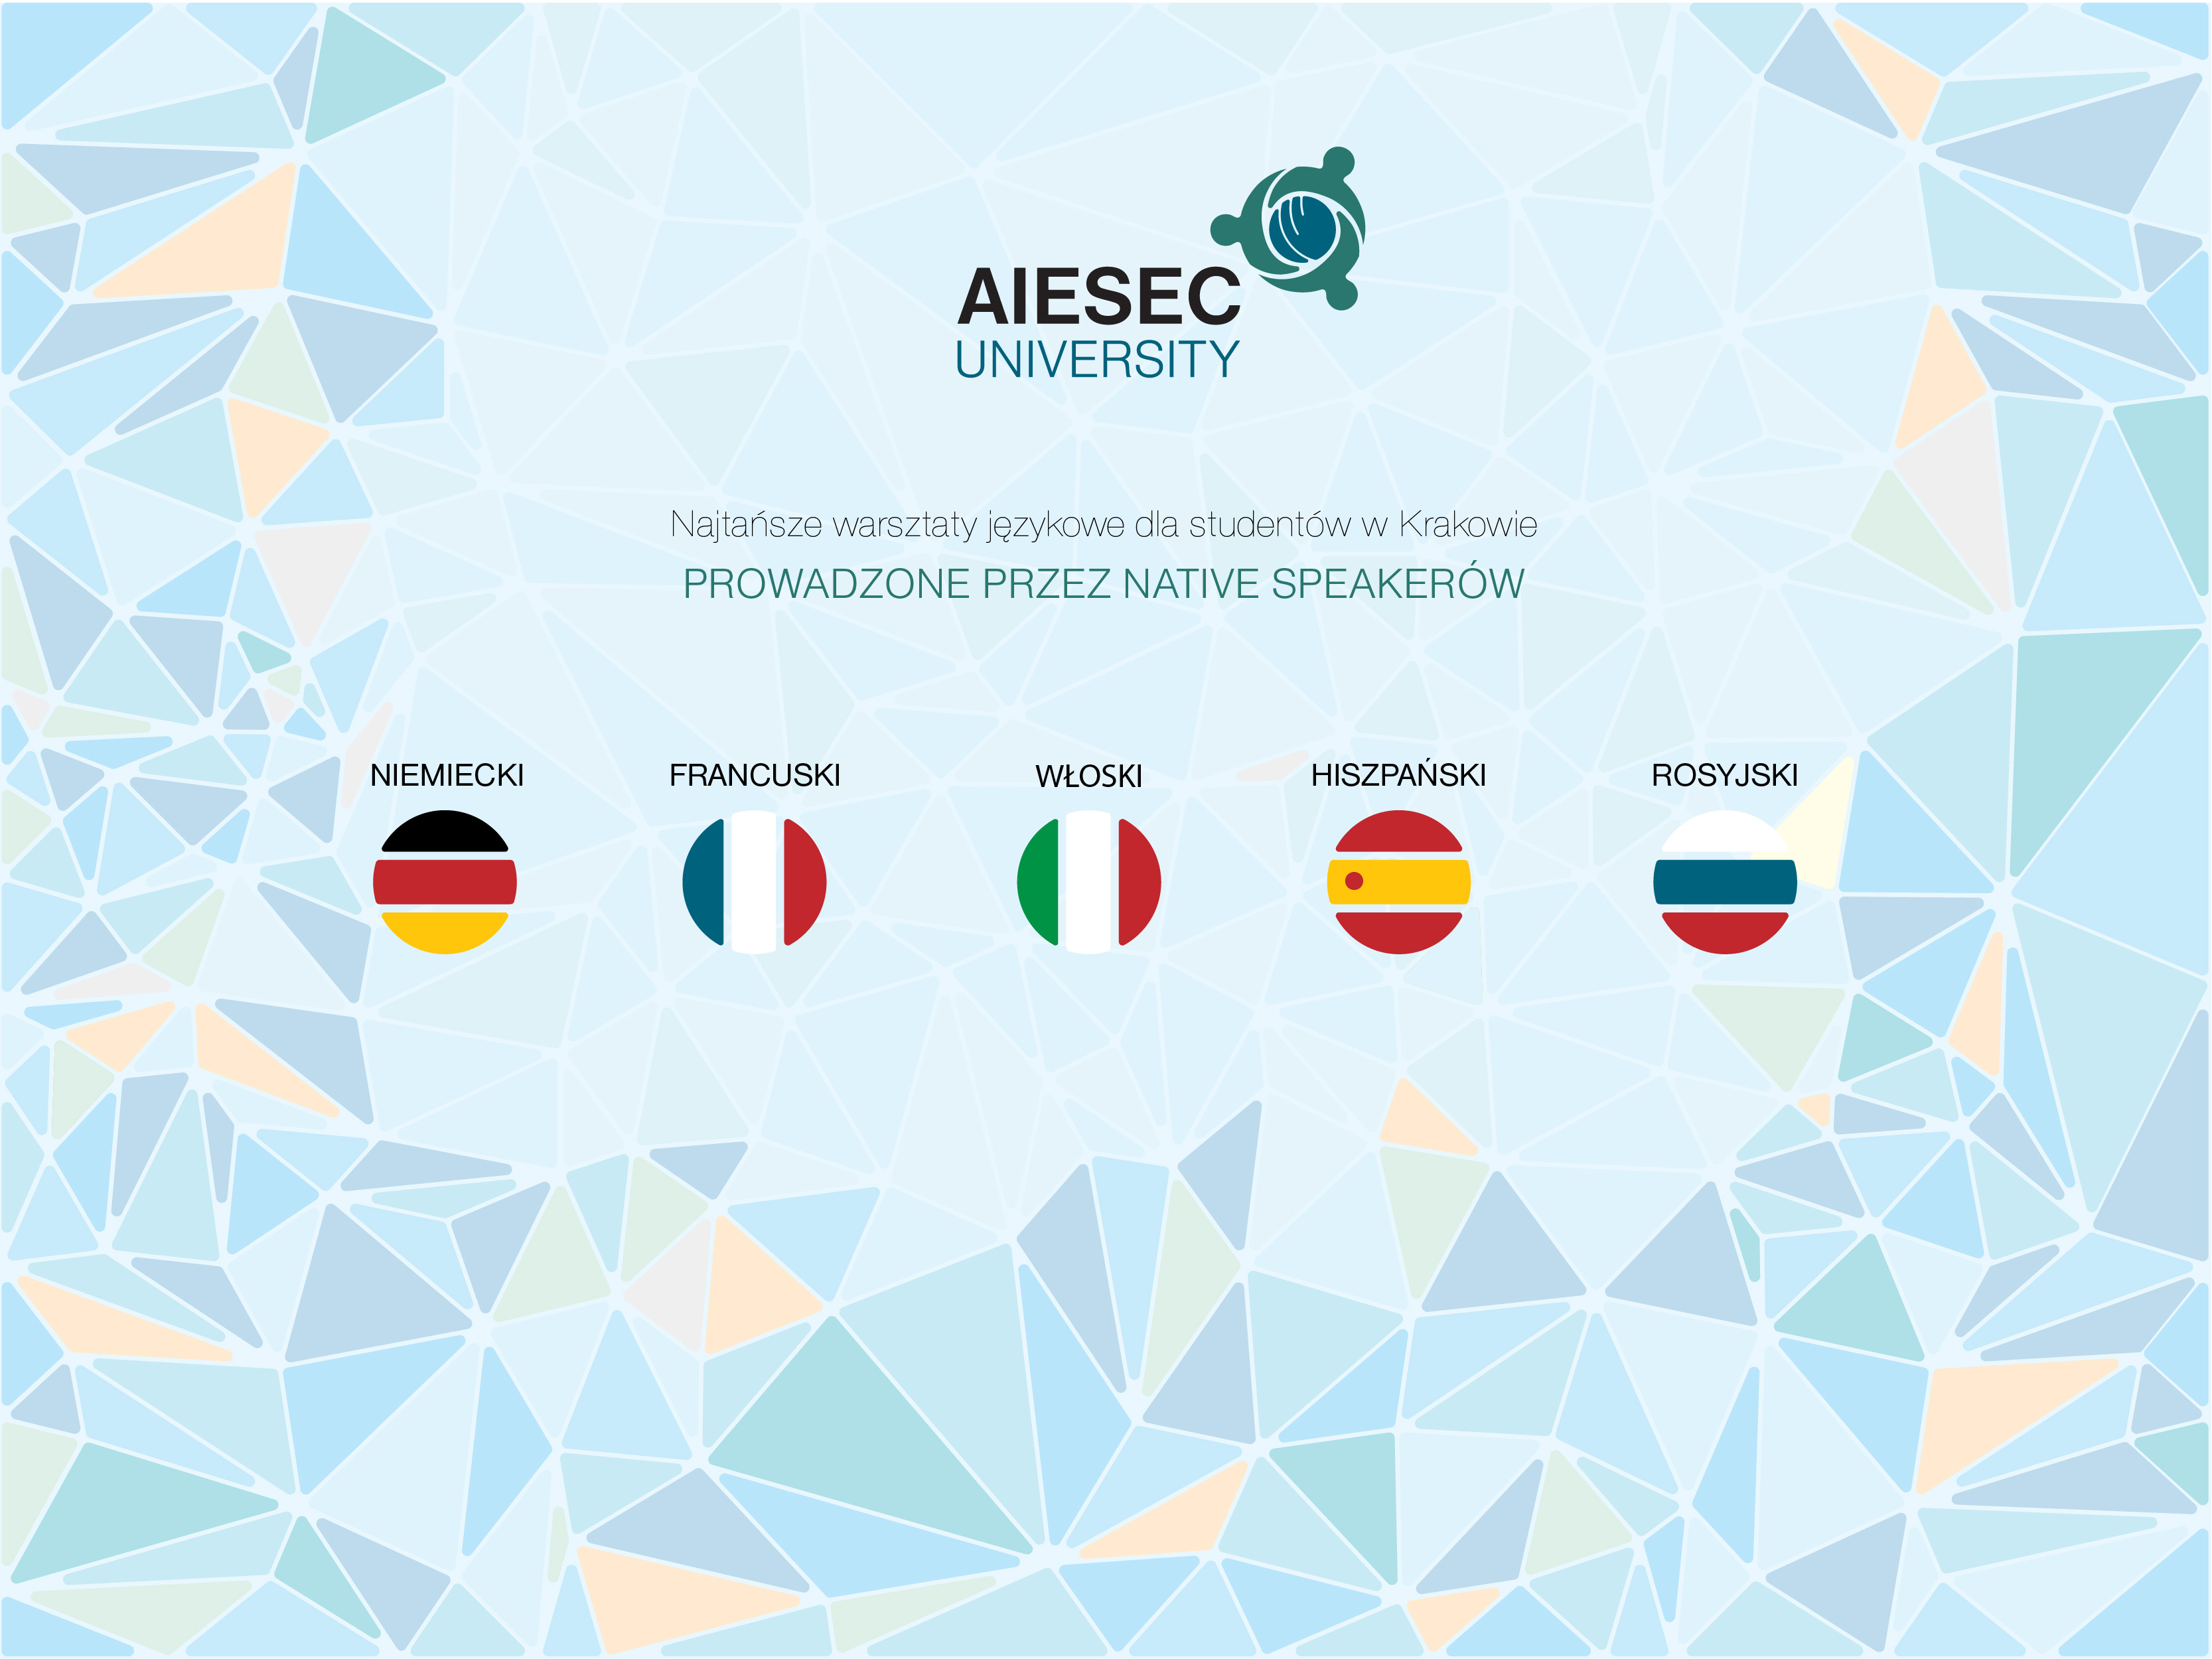 AIESEC
UNIVERSITY
Najtańsze warsztaty językowe dla studentów w Krakowie
PROWADZONE PRZEZ NATIVE SPEAKERÓW
NIEMIECKI
FRANCUSKI
WŁOSKI
HISZPAŃSKI
ROSYJSKI